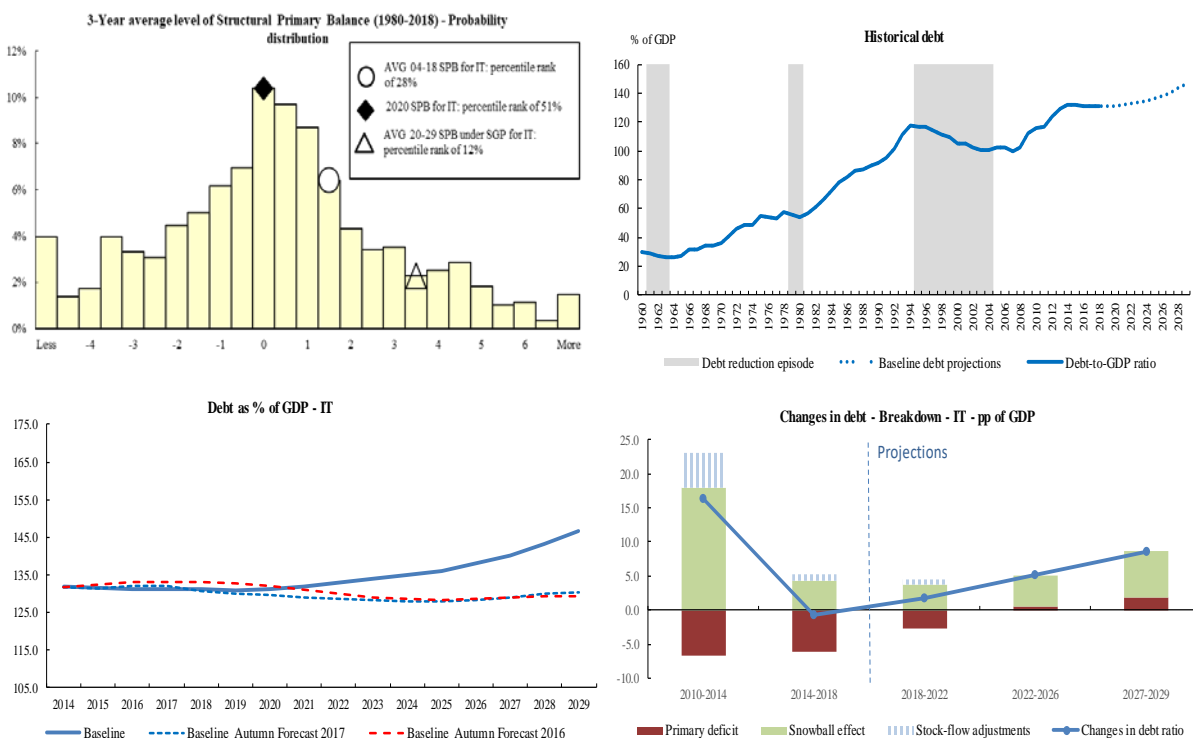 3-Year average level of Structural Primary Balance (1980-2018) - Probability
distribution
12%
10%
8%
6%
4%
2%
0%
AVG 04-18 SPB for IT: percentile rank
of 28%
2020 SPB for IT: percentile rank of 51%
AVG 20-29 SPB under SGP for IT:
percentile rank of 12%
Less -4 -3 -2 -1 0 1 2 3 4 5 6 More
Historical debt
% of GDP
160
140
120
100
80
60
40
20
0
1960 1962 1964 1966 1968 1970 1972 1974 1976 1978 1980 1982 1984 1986 1988 1990 1992 1994 1996 1998 2000 2002 2004 2006 2008 2010 2012 2014 2016 2018 2020 2022 2024 2026 2028
Debt reduction episode Baseline debt projections Debt-to-GDP ratio
Debt as % of GDP - IT
175.0
165.0
155.0
145.0
135.0
125.0
115.0
105.0
2014 2015 2016 2017 2018 2019 2020 2021 2022 2023 2024 2025 2026 2027 2028 2029
Baseline Baseline Autumn Forecast 2017 Baseline Autumn Forecast 2016
Changes in debt - Breakdown - IT - pp of GDP
25.0
20.0
15.0
10.0
5.0
0.0
-5.0
-10.0
Projections
2010-2014 2014-2018 2018-2022 2022-2026 2027-2029
Primary deficit Snowball effect Stock-flow adjustments Changes in debt ratio